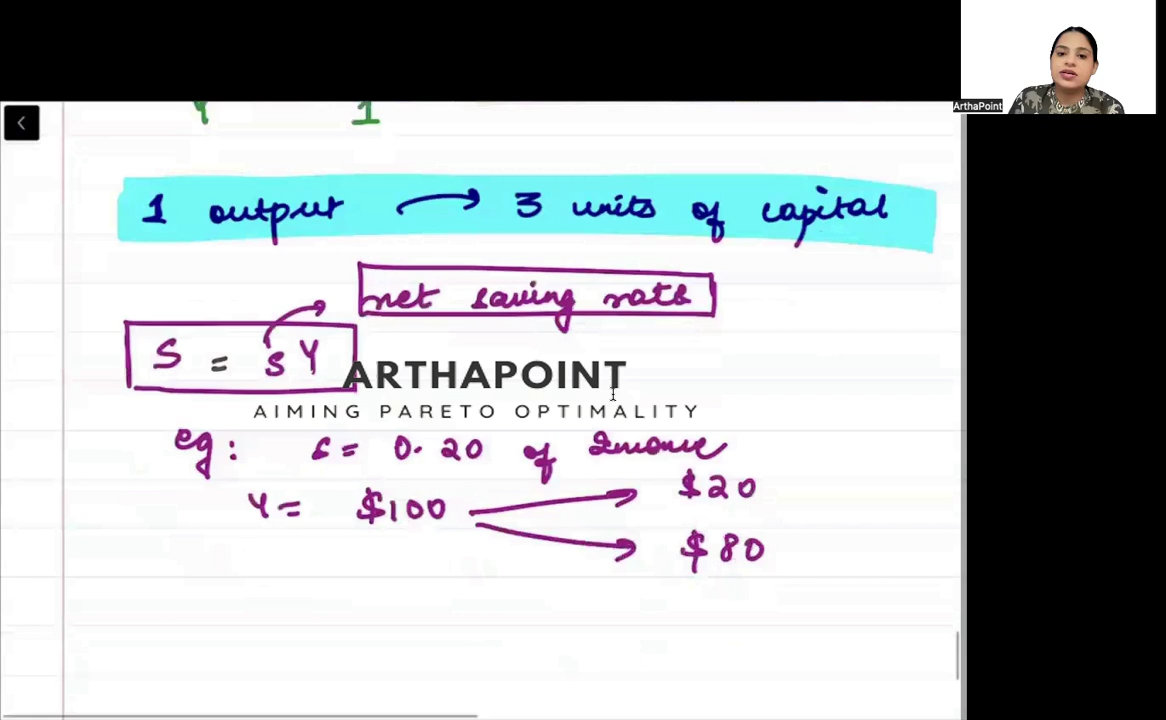 ArthaPoint
1
1 output → 3 units of capital
net saving rate
S = sY
ARTHAPOINT
AIMING PARETO OPTIMALITY
eg: s = 0.20 of Income
Y = $100 $20
$80